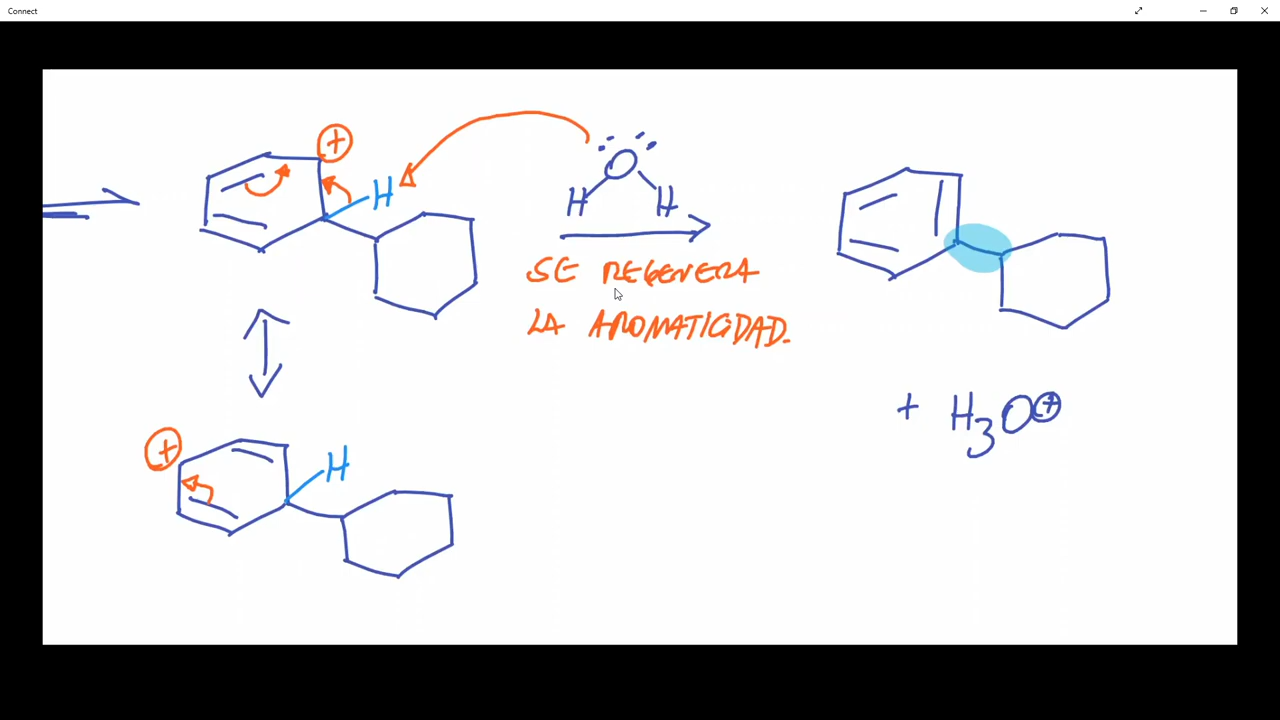 Connect
+
H
O
H
H
SE REGENERA
LA AROMATICIDAD.
+ H3O+
+
H